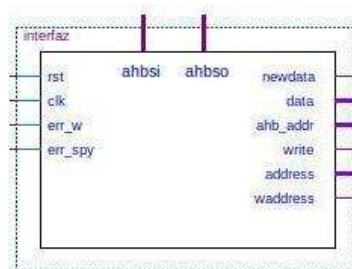 interfaz
ahbsi ahbso
rst newdata
clk data
err_w ahb_addr
err_spy write
address
waddress